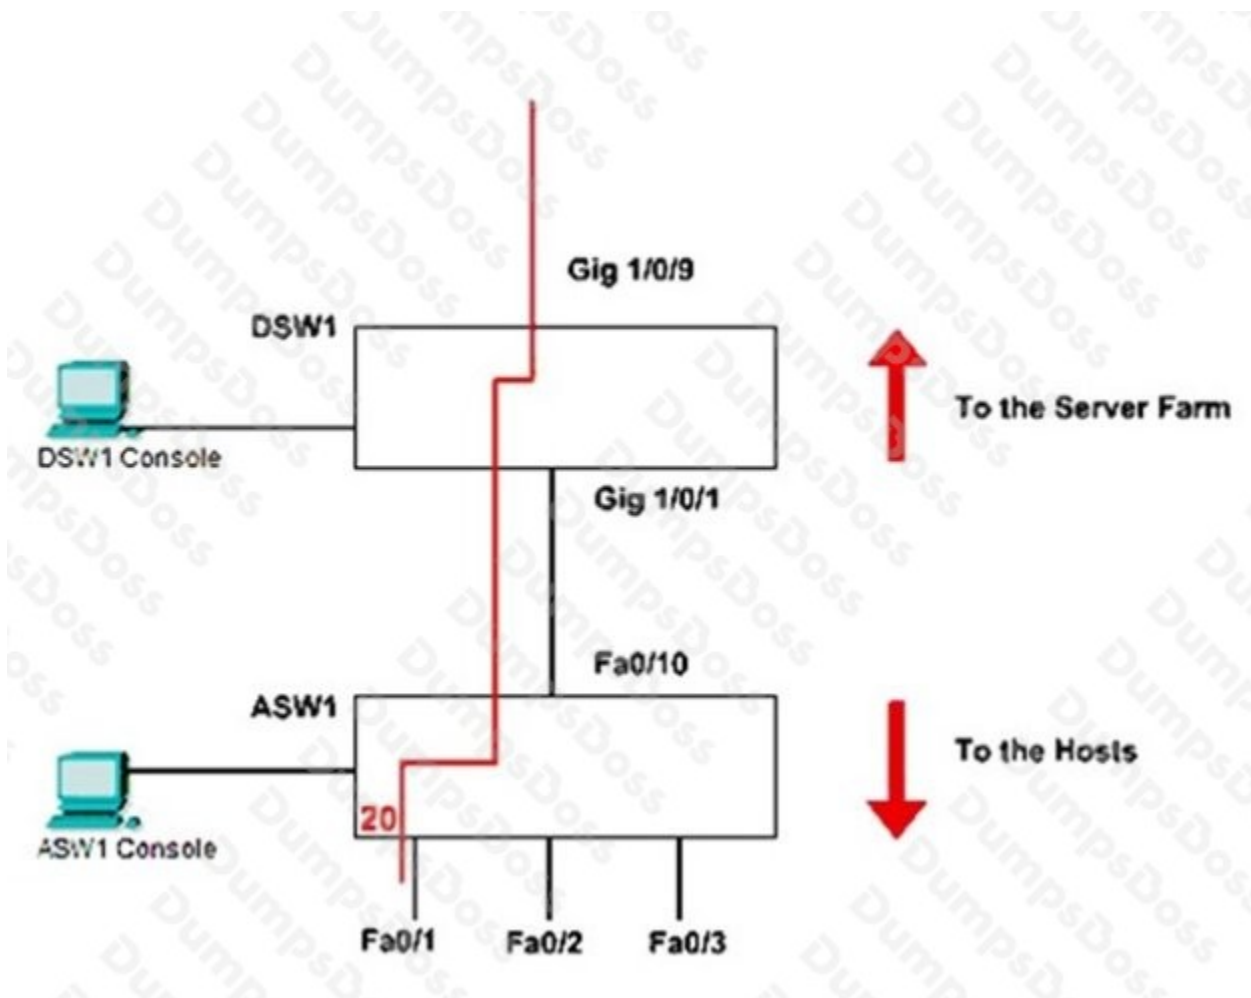 Gig 1/0/9
DSW1
To the Server Farm
DSW1 Console
Gig 1/0/1
Fa0/10
ASW1
To the Hosts
20
ASW1 Console
Fa0/1 Fa0/2 Fa0/3
DumpsDoss